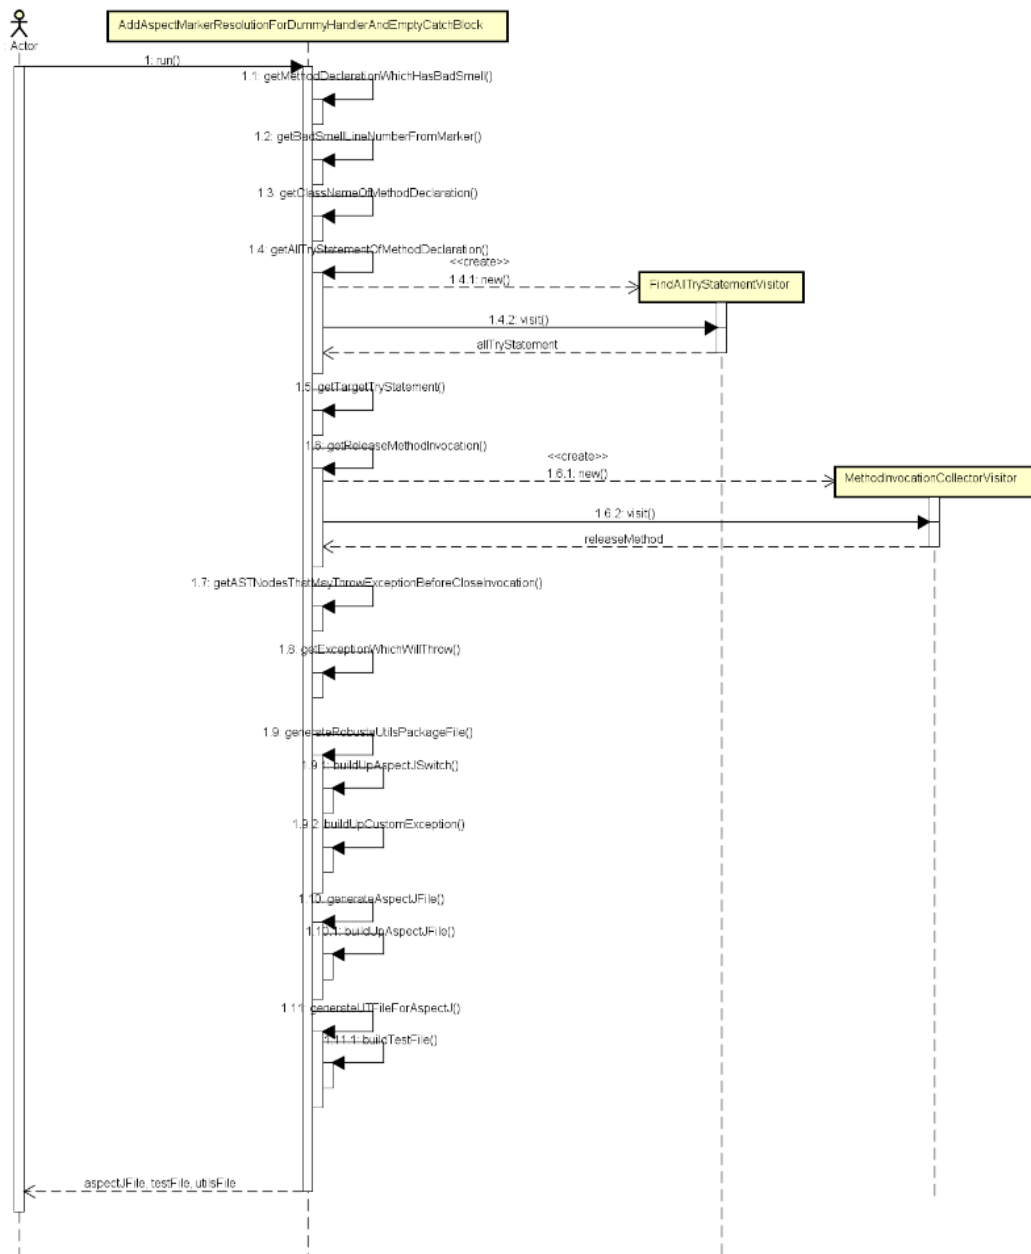 AddAspectMarkerResolutionForDummyHandlerAndEmptyCatchBlock
: Actor
1: run()
1.1: getMethodDeclarationWhichHasBadSmell()
1.2: getBadSmellLineNumberFromMarker()
1.3: getClassNameOfMethodDeclaration()
1.4: getAllTryStatementOfMethodDeclaration()
<<create>>
1.4.1: new()
FindAllTryStatementVisitor
1.4.2: visit()
allTryStatement
1.5: getTargetTryStatement()
1.6: getReleaseMethodInvocation()
<<create>>
1.6.1: new()
MethodInvocationCollectorVisitor
1.6.2: visit()
releaseMethod
1.7: getASTNodesThatMayThrowExceptionBeforeCloseInvocation()
1.8: getExceptionWhichWillThrow()
1.9: generateRobustaUtilsPackageFile()
1.9.1: buildUpAspectJSwitch()
1.9.2: buildUpCustomException()
1.10: generateAspectJFile()
1.10.1: buildUpAspectJFile()
1.11: generateUTFileForAspectJ()
1.11.1: buildTestFile()
aspectJFile, testFile, utilsFile